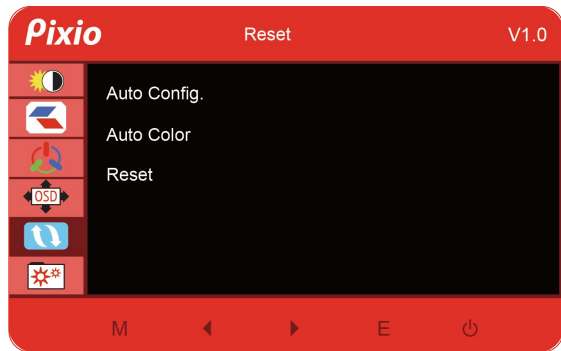 Pixio Reset V1.0
Auto Config.
Auto Color
OSD
Reset
M E